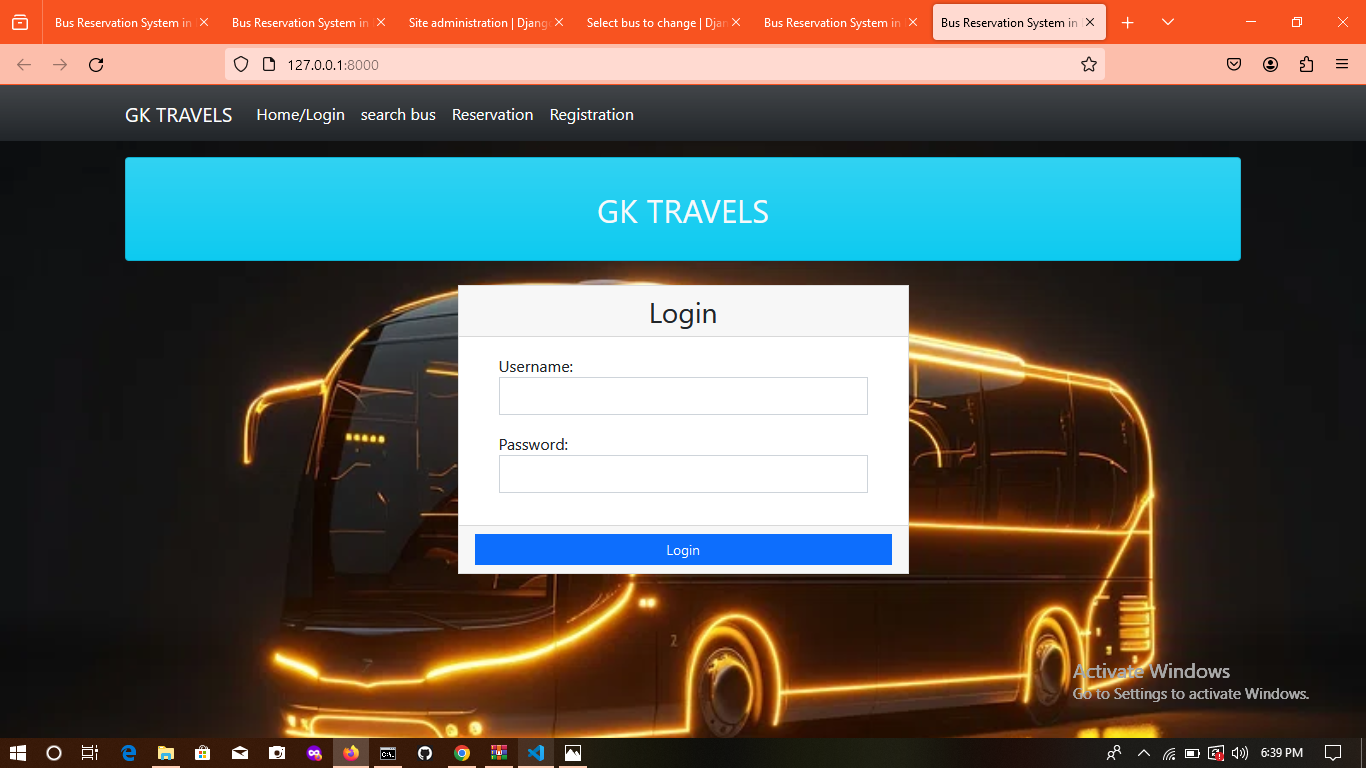 Bus Reservation System in
Bus Reservation System in
Site administration | Djang
Select bus to change | Djan
Bus Reservation System in
Bus Reservation System in
127.0.0.1:8000
GK TRAVELS Home/Login search bus Reservation Registration
GK TRAVELS
Login
Username:
Password:
Login
Activate Windows
Go to Settings to activate Windows.
6:39 PM